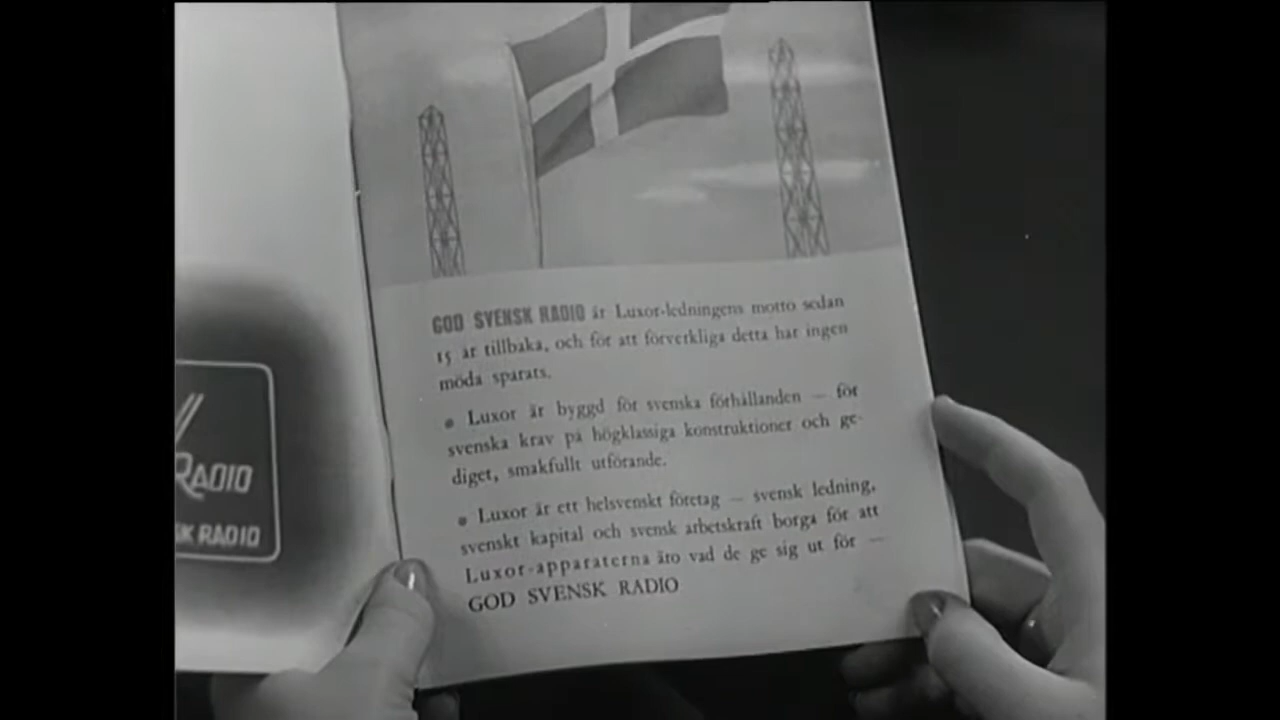 RADIO
SK RADIO
GOD SVENSK RADIO är Luxor-ledningens motto sedan
15 år tillbaka, och för att förverkliga detta har ingen
möda sparats.
• Luxor är byggd för svenska förhållanden — för
svenska krav på högklassiga konstruktioner och ge-
diget, smakfullt utförande.
• Luxor är ett helsvenskt företag — svensk ledning,
svenskt kapital och svensk arbetskraft borga för att
Luxor-apparaterna äro vad de ge sig ut för —
GOD SVENSK RADIO